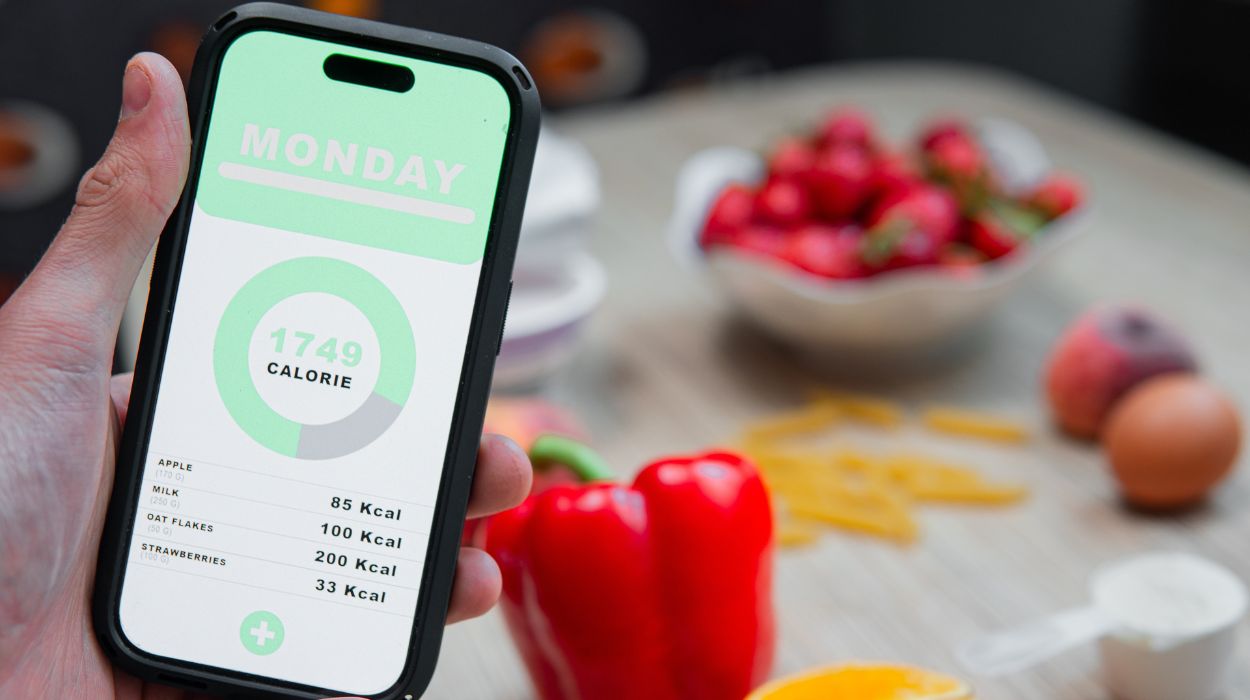 MONDAY
1749
CALORIE
APPLE
(170 G)
85 Kcal
MILK
(250 G)
100 Kcal
OAT FLAKES
(50 G)
200 Kcal
STRAWBERRIES
(100 G)
33 Kcal